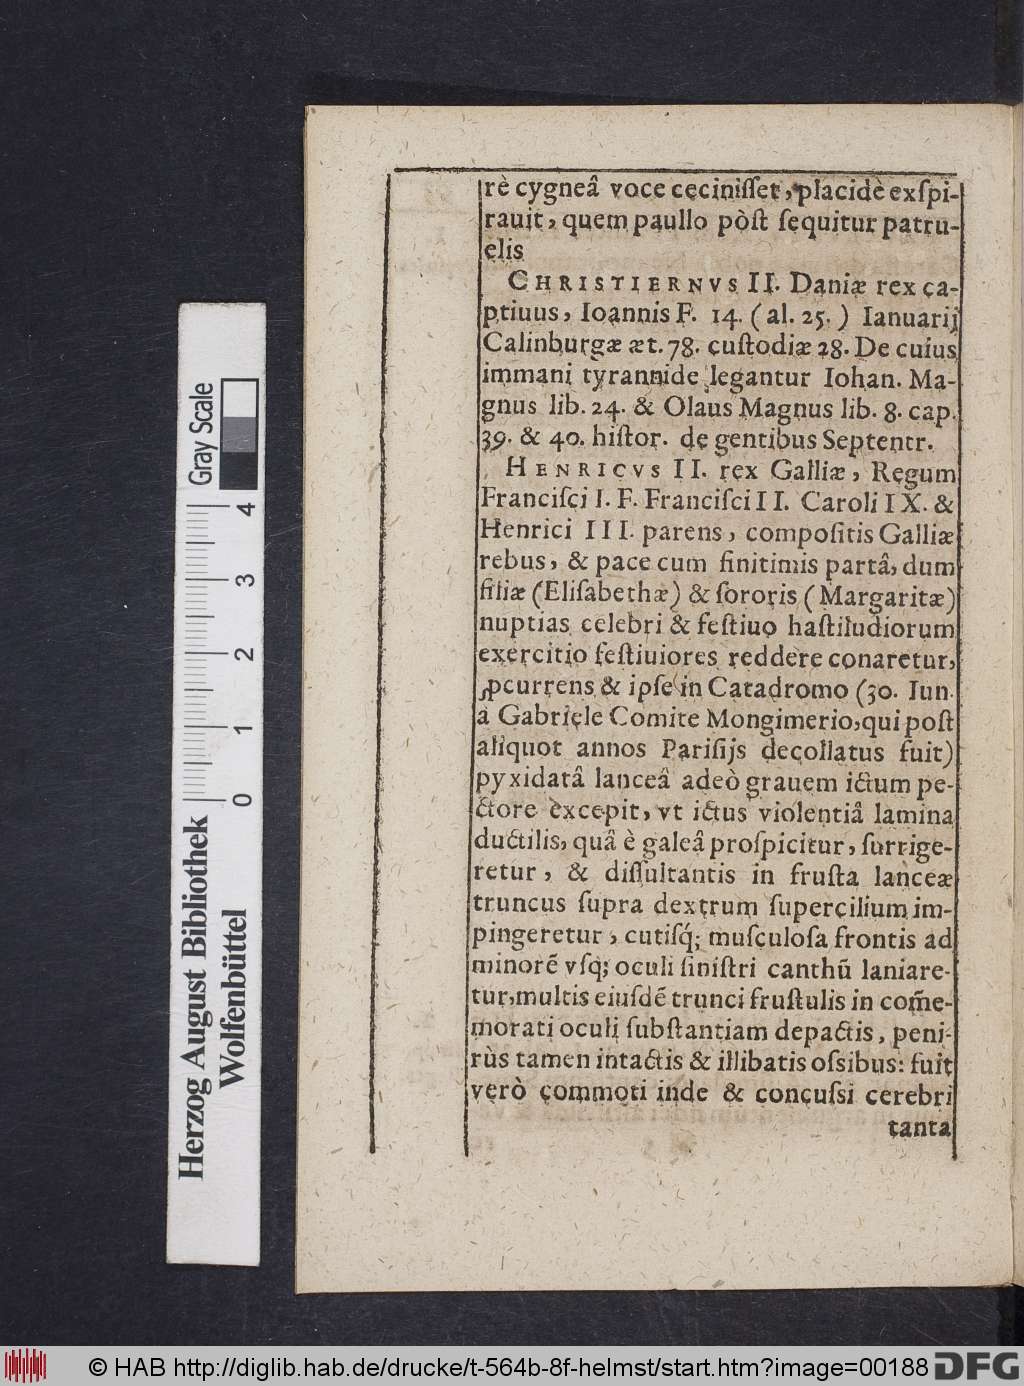 rè cygneâ voce ceciniſſet, placidè exſpi-
rauit, quem paullo pòſt ſequitur patru-
elis
CHRISTIERNVS II. Daniæ rex ca-
ptiuus, Ioannis F. 14. (al. 25.) Ianuarij
Calinburgæ æt. 78. cuſtodiæ 28. De cuius
immani tyrannide legantur Iohan. Ma-
gnus lib. 24. & Olaus Magnus lib. 8. cap.
39. & 40. hiſtor. de gentibus Septentr.
HENRICVS II. rex Galliæ, Regum
Franciſci I. F. Franciſci II. Caroli IX. &
Henrici III. parens, compoſitis Galliæ
rebus, & pace cum finitimis partâ, dum
filiæ (Eliſabethæ) & ſororis (Margaritæ)
nuptias celebri & feſtiuo haſtiludiorum
exercitio feſtiuiores reddere conaretur,
ꝓcurrens & ipſe in Catadromo (30. Iun.
à Gabriele Comite Mongimerio, qui poſt
aliquot annos Pariſijs decollatus fuit)
pyxidatâ lanceâ adeò grauem ictum pe-
ctore excepit, vt ictus violentiâ lamina
ductilis, quâ è galeâ proſpicitur, ſurrige-
retur, & diſſultantis in fruſta lanceæ
truncus ſupra dextrum ſupercilium im-
pingeretur, cutiſq́; muſculoſa frontis ad
minorẽ vſq; oculi ſiniſtri canthũ laniare-
tur, multis eiuſdẽ trunci fruſtulis in com̃e-
morati oculi ſubſtantiam depactis, peni-
tùs tamen intactis & illibatis oſsibus: fuit
verò commoti inde & concuſsi cerebri
tanta
Gray Scale
0 1 2 3 4
Herzog August Bibliothek
Wolfenbüttel
© HAB http://diglib.hab.de/drucke/t-564b-8f-helmst/start.htm?image=00188 DFG